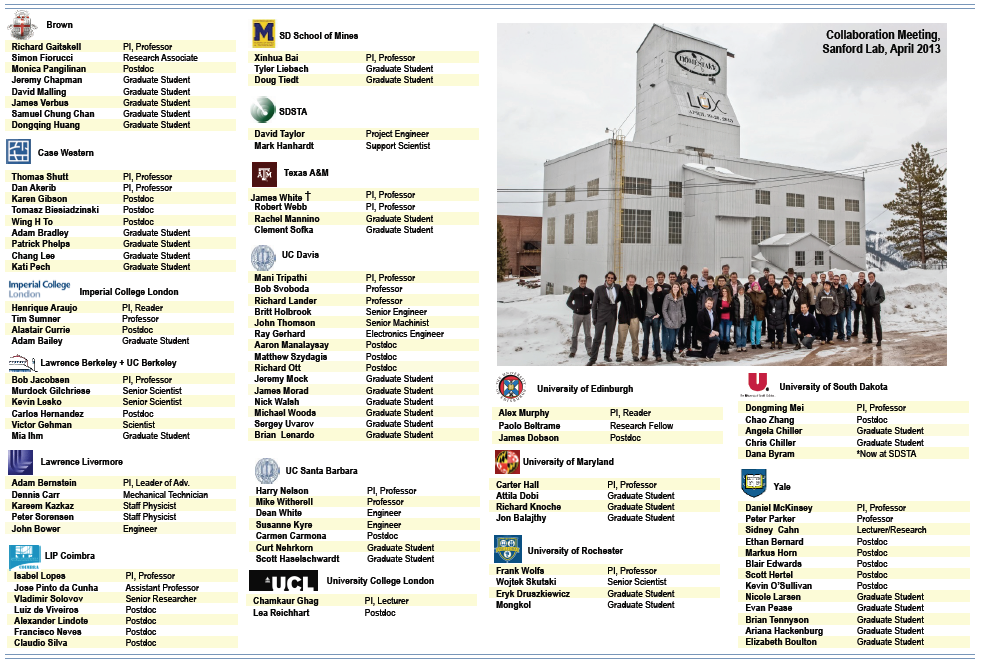 Brown
Richard Gaitskell PI, Professor
Simon Fiorucci Research Associate
Monica Pangilinan Postdoc
Jeremy Chapman Graduate Student
David Malling Graduate Student
James Verbus Graduate Student
Samuel Chung Chan Graduate Student
Dongqing Huang Graduate Student
Case Western
Thomas Shutt PI, Professor
Dan Akerib PI, Professor
Karen Gibson Postdoc
Tomasz Biesiadzinski Postdoc
Wing H To Postdoc
Adam Bradley Graduate Student
Patrick Phelps Graduate Student
Chang Lee Graduate Student
Kati Pech Graduate Student
Imperial College
London
Imperial College London
Henrique Araujo PI, Reader
Tim Sumner Professor
Alastair Currie Postdoc
Adam Bailey Graduate Student
Lawrence Berkeley + UC Berkeley
Bob Jacobsen PI, Professor
Murdock Gilchriese Senior Scientist
Kevin Lesko Senior Scientist
Carlos Hernandez Postdoc
Victor Gehman Scientist
Mia Ihm Graduate Student
Lawrence Livermore
Adam Bernstein PI, Leader of Adv.
Dennis Carr Mechanical Technician
Kareem Kazkaz Staff Physicist
Peter Sorensen Staff Physicist
John Bower Engineer
LIP
LIP Coimbra
Isabel Lopes PI, Professor
Jose Pinto da Cunha Assistant Professor
Vladimir Solovov Senior Researcher
Luiz de Viveiros Postdoc
Alexander Lindote Postdoc
Francisco Neves Postdoc
Claudio Silva Postdoc
M
SD School of Mines
Xinhua Bai PI, Professor
Tyler Liebsch Graduate Student
Doug Tiedt Graduate Student
SDSTA
David Taylor Project Engineer
Mark Hanhardt Support Scientist
ATM
Texas A&M
James White † PI, Professor
Robert Webb PI, Professor
Rachel Mannino Graduate Student
Clement Sofka Graduate Student
UC Davis
Mani Tripathi PI, Professor
Bob Svoboda Professor
Richard Lander Professor
Britt Holbrook Senior Engineer
John Thomson Senior Machinist
Ray Gerhard Electronics Engineer
Aaron Manalaysay Postdoc
Matthew Szydagis Postdoc
Richard Ott Postdoc
Jeremy Mock Graduate Student
James Morad Graduate Student
Nick Walsh Graduate Student
Michael Woods Graduate Student
Sergey Uvarov Graduate Student
Brian Lenardo Graduate Student
UC Santa Barbara
Harry Nelson PI, Professor
Mike Witherell Professor
Dean White Engineer
Susanne Kyre Engineer
Carmen Carmona Postdoc
Curt Nehrkorn Graduate Student
Scott Haselschwardt Graduate Student
UCL
University College London
Chamkaur Ghag PI, Lecturer
Lea Reichhart Postdoc
Collaboration Meeting,
Sanford Lab, April 2013
HOMESTAKE
LUX
University of Edinburgh
Alex Murphy PI, Reader
Paolo Beltrame Research Fellow
James Dobson Postdoc
University of Maryland
Carter Hall PI, Professor
Attila Dobi Graduate Student
Richard Knoche Graduate Student
Jon Balajthy Graduate Student
University of Rochester
Frank Wolfs PI, Professor
Wojtek Skutski Senior Scientist
Eryk Druszkiewicz Graduate Student
Mongkol Graduate Student
U.
University of South Dakota
Dongming Mei PI, Professor
Chao Zhang Postdoc
Angela Chiller Graduate Student
Chris Chiller Graduate Student
Dana Byram *Now at SDSTA
Yale
Daniel McKinsey PI, Professor
Peter Parker Professor
Sidney Cahn Lecturer/Research
Ethan Bernard Postdoc
Markus Horn Postdoc
Blair Edwards Postdoc
Scott Hertel Postdoc
Kevin O'Sullivan Postdoc
Nicole Larsen Graduate Student
Evan Pease Graduate Student
Brian Tennyson Graduate Student
Ariana Hackenburg Graduate Student
Elizabeth Boulton Graduate Student